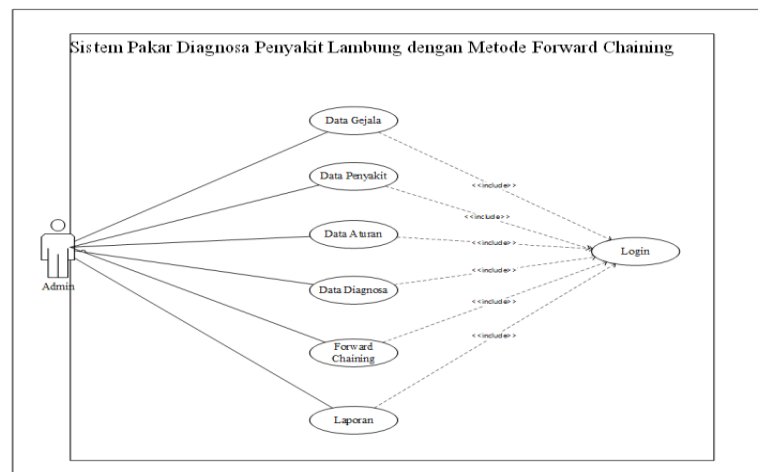 Sistem Pakar Diagnosa Penyakit Lambung dengan Metode Forward Chaining
Data Gejala
Data Penyakit
<<include>>
<<include>>
Data Aturan
<<include>>
Login
<<include>>
Admin
Data Diagnosa
<<include>>
Forward
Chaining
<<include>>
Laporan